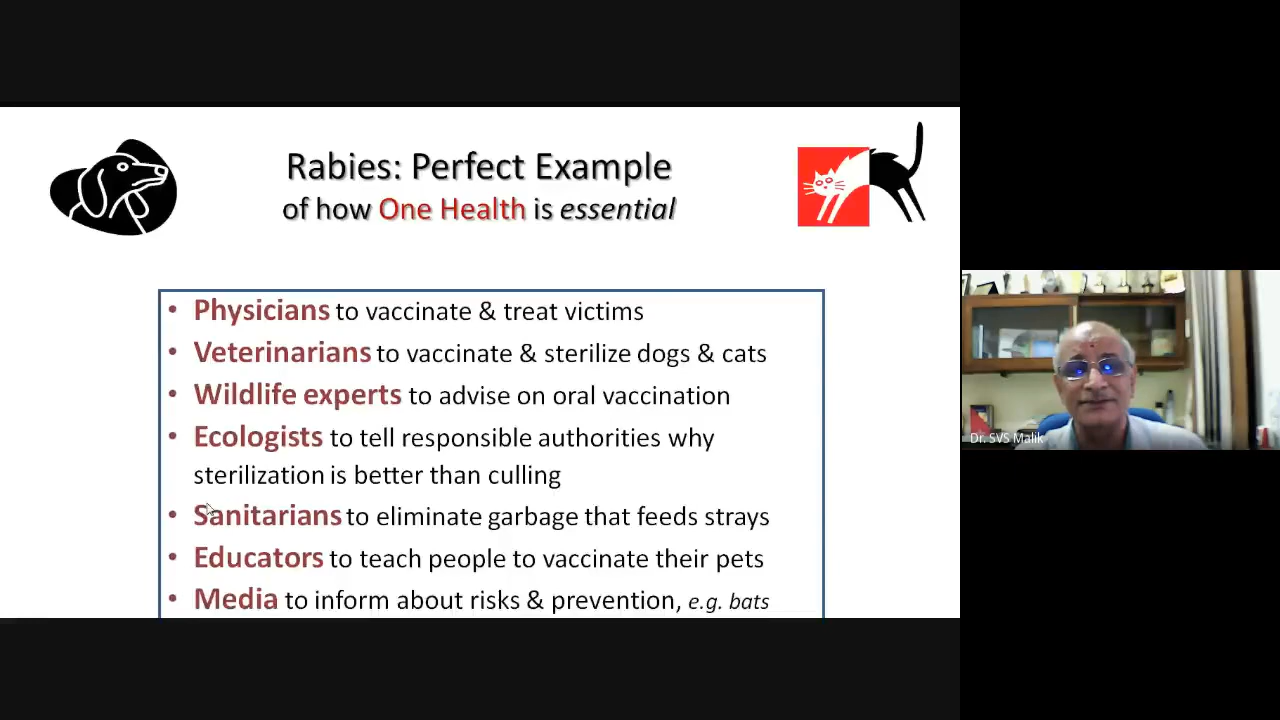 Rabies: Perfect Example
of how One Health is essential
• Physicians to vaccinate & treat victims
• Veterinarians to vaccinate & sterilize dogs & cats
• Wildlife experts to advise on oral vaccination
• Ecologists to tell responsible authorities why
sterilization is better than culling
• Sanitarians to eliminate garbage that feeds strays
• Educators to teach people to vaccinate their pets
• Media to inform about risks & prevention, e.g. bats
Dr. SVS Malik